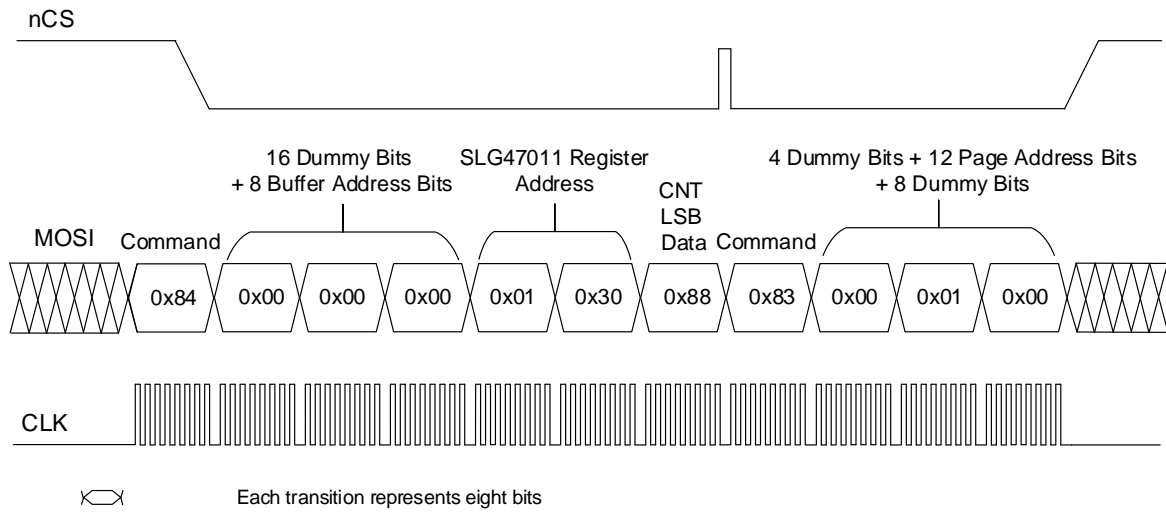 nCS
16 Dummy Bits
+ 8 Buffer Address Bits
SLG47011 Register
Address
CNT
LSB
Data
4 Dummy Bits + 12 Page Address Bits
+ 8 Dummy Bits
MOSI
Command
Command
0x84
0x00
0x00
0x00
0x01
0x30
0x88
0x83
0x00
0x01
0x00
CLK
Each transition represents eight bits